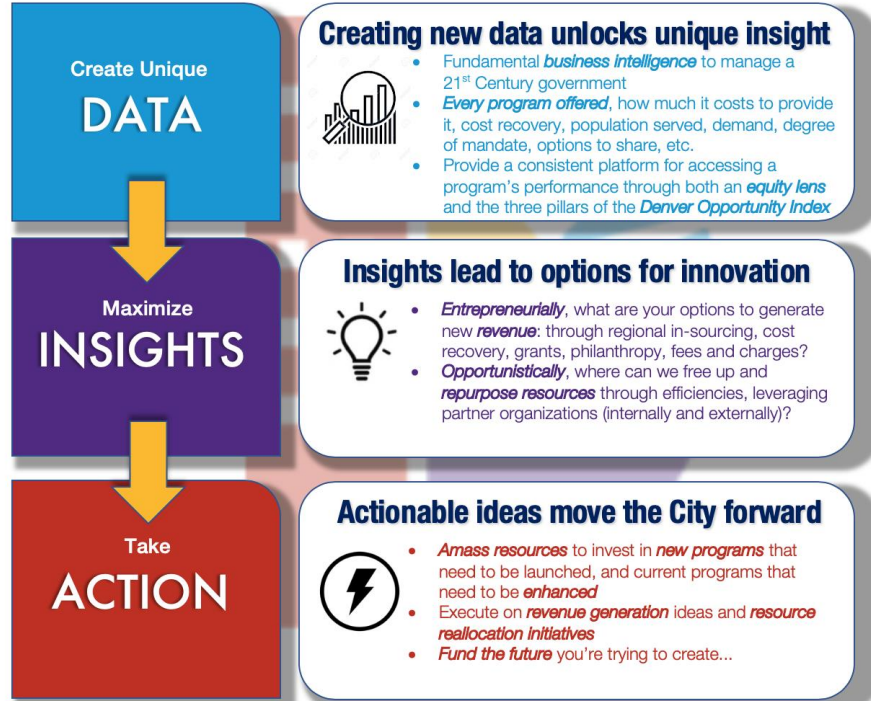 Create Unique
DATA
Creating new data unlocks unique insight
• Fundamental business intelligence to manage a
21st Century government
• Every program offered, how much it costs to provide
it, cost recovery, population served, demand, degree
of mandate, options to share, etc.
• Provide a consistent platform for accessing a
program's performance through both an equity lens
and the three pillars of the Denver Opportunity Index
Maximize
INSIGHTS
Insights lead to options for innovation
• Entrepreneurially, what are your options to generate
new revenue: through regional in-sourcing, cost
recovery, grants, philanthropy, fees and charges?
• Opportunistically, where can we free up and
repurpose resources through efficiencies, leveraging
partner organizations (internally and externally)?
Take
ACTION
Actionable ideas move the City forward
• Amass resources to invest in new programs that
need to be launched, and current programs that
need to be enhanced
• Execute on revenue generation ideas and resource
reallocation initiatives
• Fund the future you're trying to create...